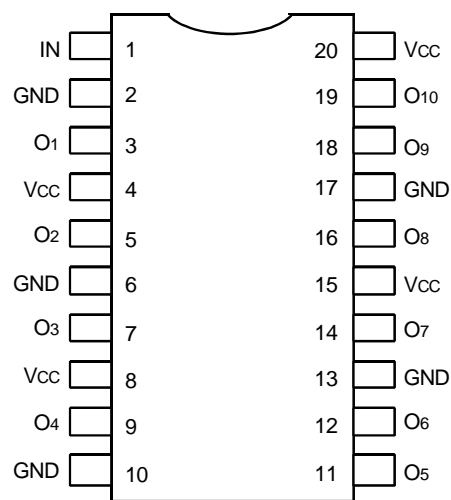 IN 1 20 VCC
GND 2 19 O10
O1 3 18 O9
VCC 4 17 GND
O2 5 16 O8
GND 6 15 VCC
O3 7 14 O7
VCC 8 13 GND
O4 9 12 O6
GND 10 11 O5